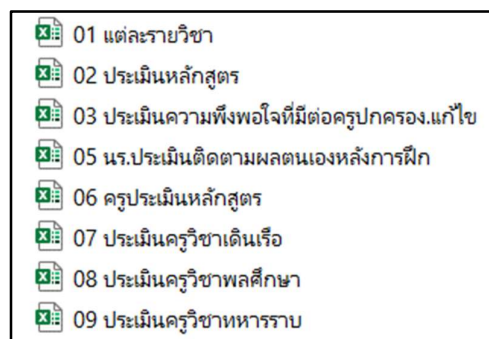 01 แต่ละรายวิชา
02 ประเมินหลักสูตร
03 ประเมินความพึงพอใจที่มีต่อครูปกครอง.แก้ไข
05 นร.ประเมินติดตามผลตนเองหลังการฝึก
06 ครูประเมินหลักสูตร
07 ประเมินครูวิชาเดินเรือ
08 ประเมินครูวิชาพลศึกษา
09 ประเมินครูวิชาทหารราบ